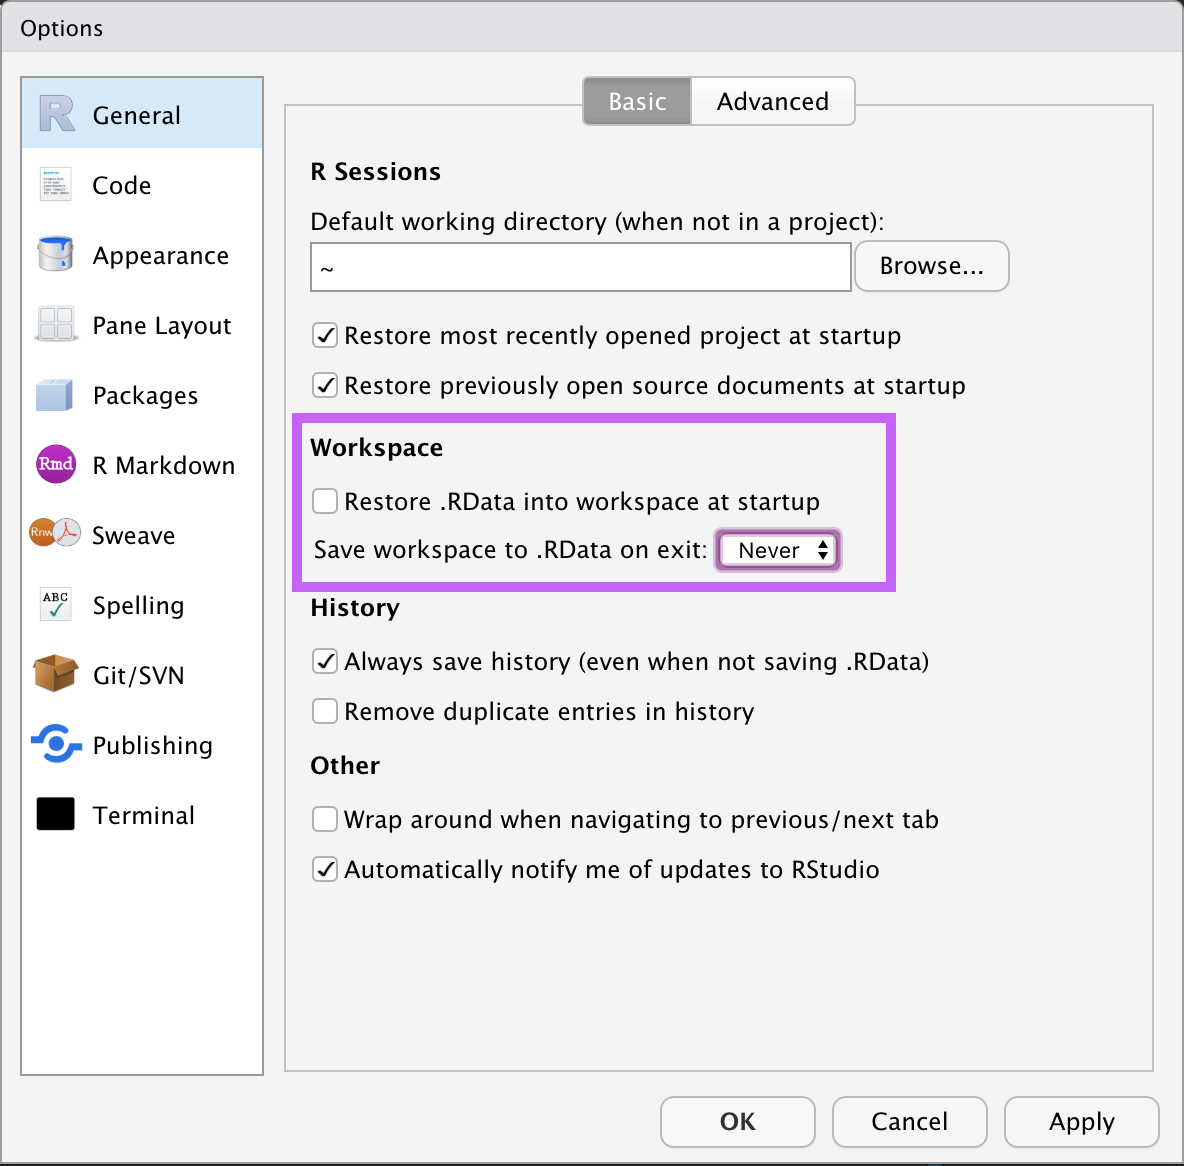 Options
General
Code
Appearance
Pane Layout
Packages
Rmd R Markdown
Rnw Sweave
ABC Spelling
Git/SVN
Publishing
Terminal
Basic Advanced
R Sessions
Default working directory (when not in a project):
~ Browse...
Restore most recently opened project at startup
Restore previously open source documents at startup
Workspace
Restore .RData into workspace at startup
Save workspace to .RData on exit: Never
History
Always save history (even when not saving .RData)
Remove duplicate entries in history
Other
Wrap around when navigating to previous/next tab
Automatically notify me of updates to RStudio
OK Cancel Apply